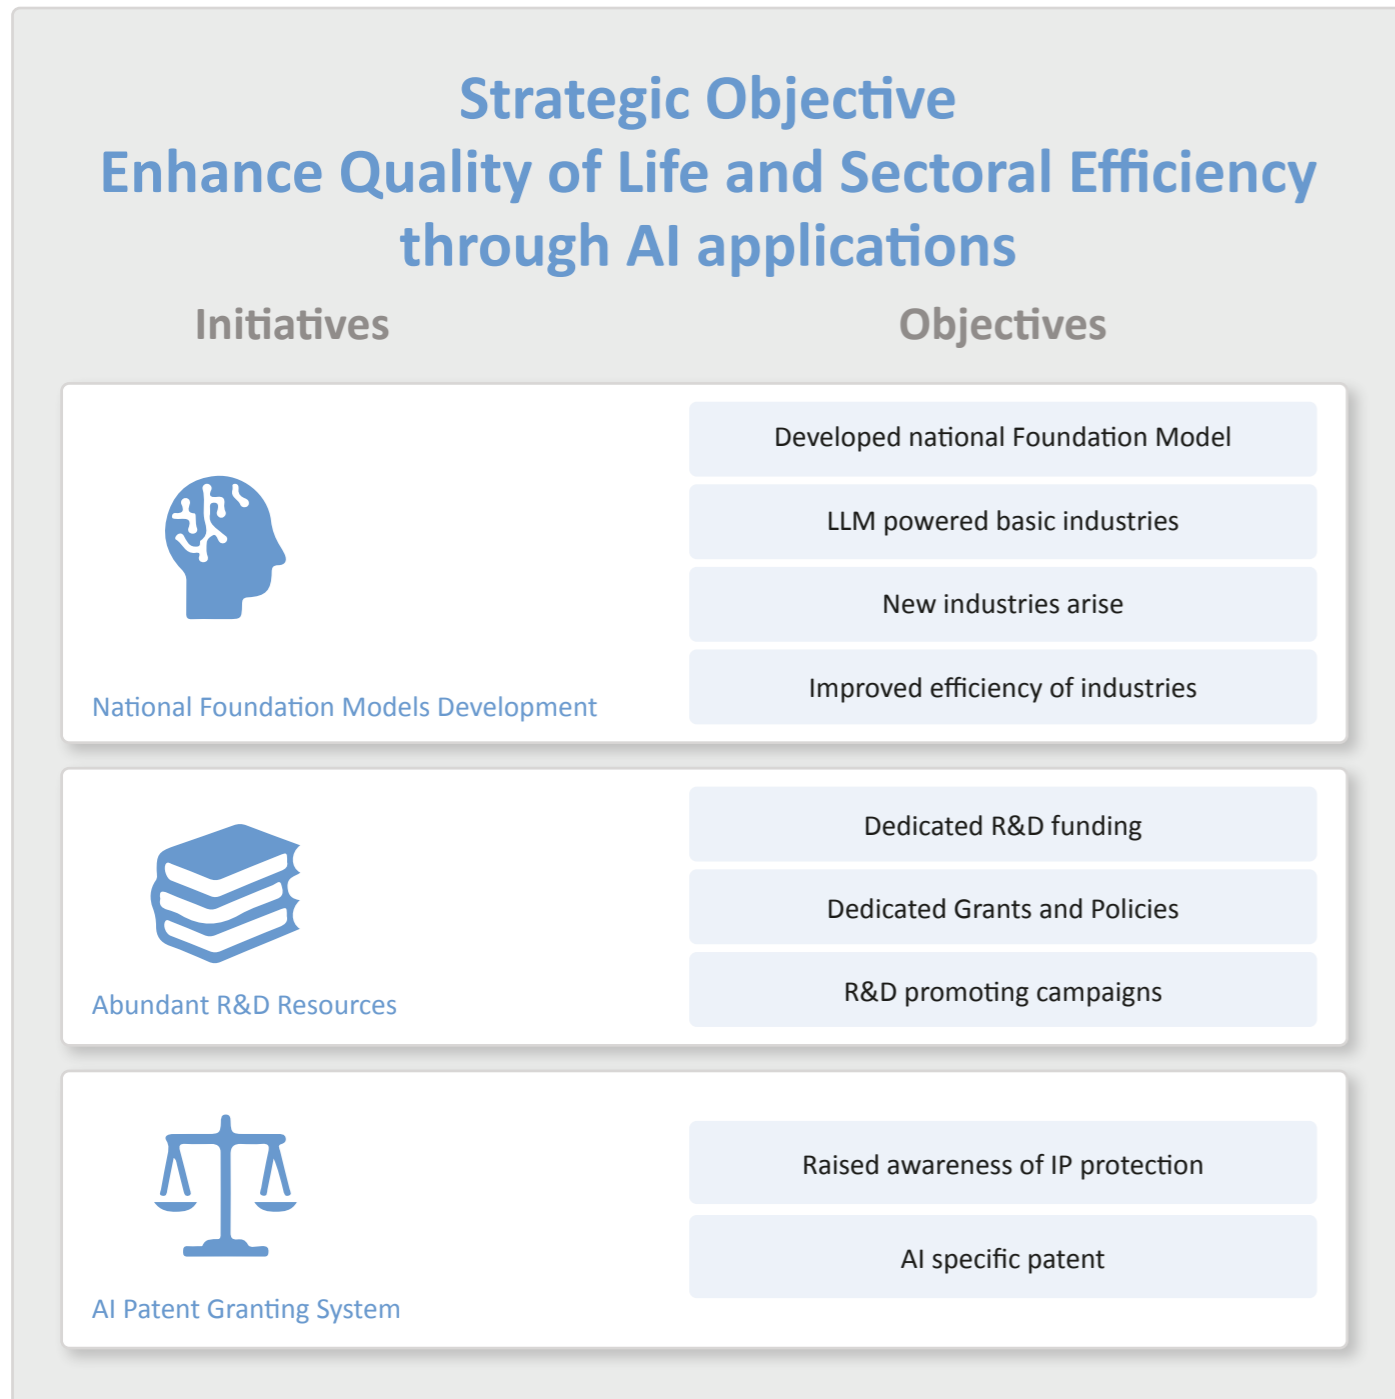 Strategic Objective
Enhance Quality of Life and Sectoral Efficiency
through AI applications
Initiatives
Objectives
National Foundation Models Development
Developed national Foundation Model
LLM powered basic industries
New industries arise
Improved efficiency of industries
Abundant R&D Resources
Dedicated R&D funding
Dedicated Grants and Policies
R&D promoting campaigns
AI Patent Granting System
Raised awareness of IP protection
AI specific patent